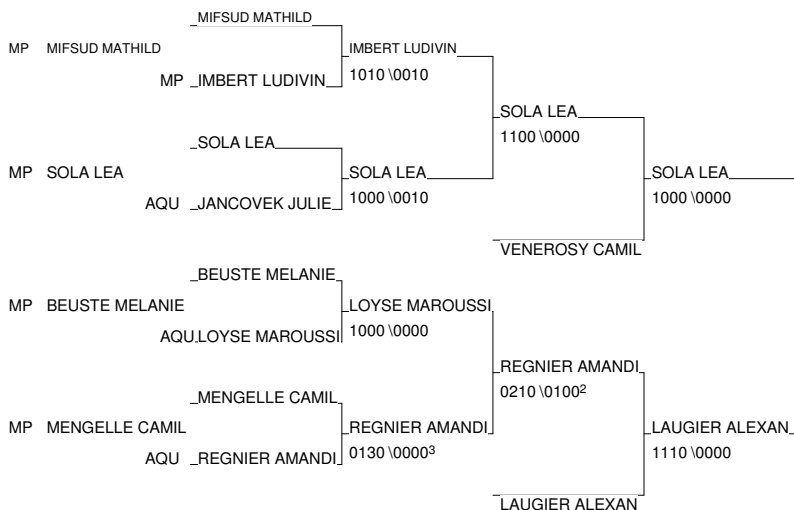 MIFSUD MATHILD
MP MIFSUD MATHILD IMBERT LUDIVIN
MP IMBERT LUDIVIN 1010 \0010
SOLA LEA
1100 \0000
SOLA LEA
MP SOLA LEA SOLA LEA SOLA LEA
AQU JANCOVEK JULIE 1000 \0010 1000 \0000
VENEROSY CAMIL
BEUSTE MELANIE
MP BEUSTE MELANIE LOYSE MAROUSSI
AQU LOYSE MAROUSSI 1000 \0000
REGNIER AMANDI
0210 \0100²
MENGELLE CAMIL
MP MENGELLE CAMIL REGNIER AMANDI LAUGIER ALEXAN
AQU REGNIER AMANDI 0130 \0000³ 1110 \0000
LAUGIER ALEXAN